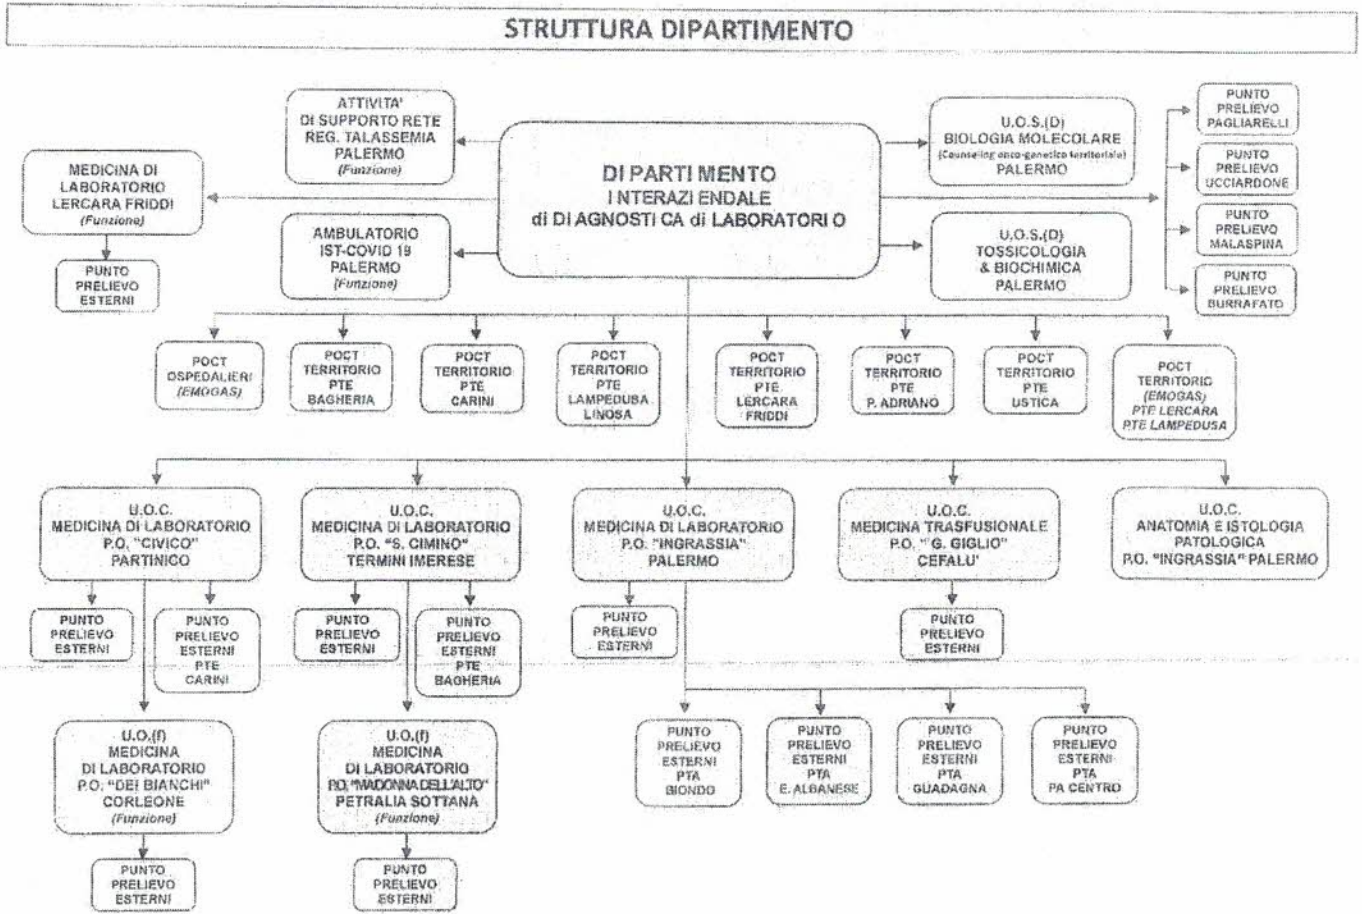 STRUTTURA DIPARTIMENTO
ATTIVITA'
DI SUPPORTO RETE
REG. TALASSEMIA
PALERMO
(Funzione)
MEDICINA DI
LABORATORIO
LERCARA FRIDDI
(Funzione)
PUNTO
PRELIEVO
ESTERNI
AMBULATORIO
IST-COVID 19
PALERMO
(Funzione)
DIPARTIMENTO
INTERAZIENDALE
di DIAGNOSTICA di LABORATORIO
U.O.S.(D)
BIOLOGIA MOLECOLARE
(Counseling onco-genetico territoriale)
PALERMO
U.O.S.(D)
TOSSICOLOGIA
& BIOCHIMICA
PALERMO
PUNTO
PRELIEVO
PAGLIARELLI
PUNTO
PRELIEVO
UCCIARDONE
PUNTO
PRELIEVO
MALASPINA
PUNTO
PRELIEVO
BURRAFATO
POCT
OSPEDALIERI
(EMOGAS)
POCT
TERRITORIO
PTE
BAGHERIA
POCT
TERRITORIO
PTE
CARINI
POCT
TERRITORIO
PTE
LAMPEDUSA
LINOSA
POCT
TERRITORIO
PTE
LERCARA
FRIDDI
POCT
TERRITORIO
PTE
P. ADRIANO
POCT
TERRITORIO
PTE
USTICA
POCT
TERRITORIO
(EMOGAS)
PTE LERCARA
PTE LAMPEDUSA
U.O.C.
MEDICINA DI LABORATORIO
P.O. "CIVICO"
PARTINICO
U.O.C.
MEDICINA DI LABORATORIO
P.O. "S. CIMINO"
TERMINI IMERESE
U.O.C.
MEDICINA DI LABORATORIO
P.O. "INGRASSIA"
PALERMO
U.O.C.
MEDICINA TRASFUSIONALE
P.O. "G. GIGLIO"
CEFALU'
U.O.C.
ANATOMIA E ISTOLOGIA
PATOLOGICA
P.O. "INGRASSIA" PALERMO
PUNTO
PRELIEVO
ESTERNI
PUNTO
PRELIEVO
ESTERNI
PTE
CARINI
PUNTO
PRELIEVO
ESTERNI
PUNTO
PRELIEVO
ESTERNI
PTE
BAGHERIA
PUNTO
PRELIEVO
ESTERNI
PUNTO
PRELIEVO
ESTERNI
U.O.(f)
MEDICINA
DI LABORATORIO
P.O. "DEI BIANCHI"
CORLEONE
(Funzione)
U.O.(f)
MEDICINA
DI LABORATORIO
P.O. "MADONNA DELL'ALTO"
PETRALIA SOTTANA
(Funzione)
PUNTO
PRELIEVO
ESTERNI
PTA
BIONDO
PUNTO
PRELIEVO
ESTERNI
PTA
E. ALBANESE
PUNTO
PRELIEVO
ESTERNI
PTA
GUADAGNA
PUNTO
PRELIEVO
ESTERNI
PTA
PA CENTRO
PUNTO
PRELIEVO
ESTERNI
PUNTO
PRELIEVO
ESTERNI